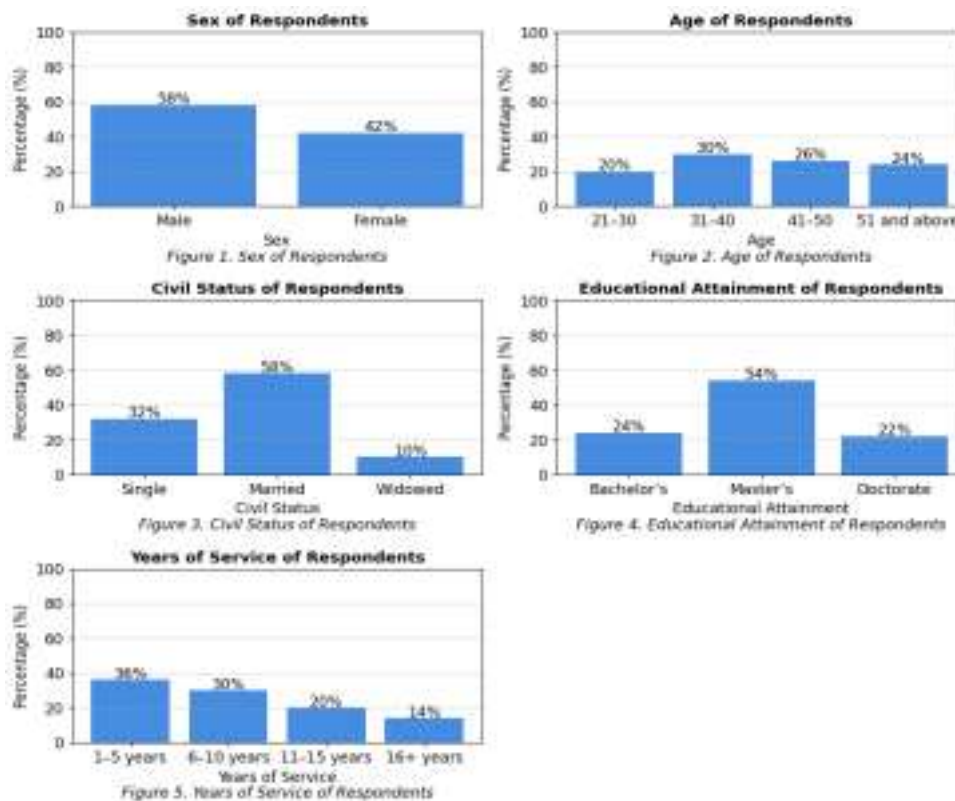 Sex of Respondents
Percentage (%)
100
80
60
40
20
0
58%
42%
Male
Female
Sex
Figure 1. Sex of Respondents
Age of Respondents
Percentage (%)
100
80
60
40
20
0
20%
30%
26%
24%
21–30
31–40
41–50
51 and above
Age
Figure 2. Age of Respondents
Civil Status of Respondents
Percentage (%)
100
80
60
40
20
0
32%
58%
10%
Single
Married
Widowed
Civil Status
Figure 3. Civil Status of Respondents
Educational Attainment of Respondents
Percentage (%)
100
80
60
40
20
0
24%
54%
22%
Bachelor's
Master's
Doctorate
Educational Attainment
Figure 4. Educational Attainment of Respondents
Years of Service of Respondents
Percentage (%)
100
80
60
40
20
0
36%
30%
20%
14%
1–5 years
6–10 years
11–15 years
16+ years
Years of Service
Figure 5. Years of Service of Respondents